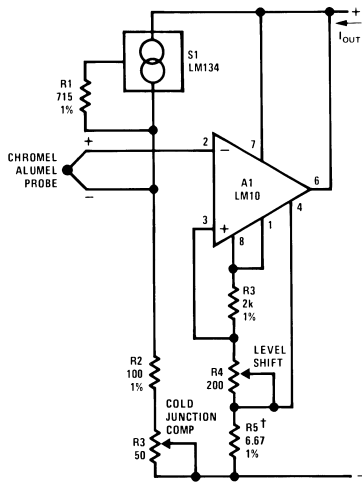 +
I OUT
S1
LM134
R1
715
1%
+
2
−
7
CHROMEL
ALUMEL
PROBE
A1
LM10
6
−
3
+
8
1
4
R3
2k
1%
LEVEL
SHIFT
R4
200
R2
100
1%
COLD
JUNCTION
COMP
R5†
6.67
1%
R3
50
−